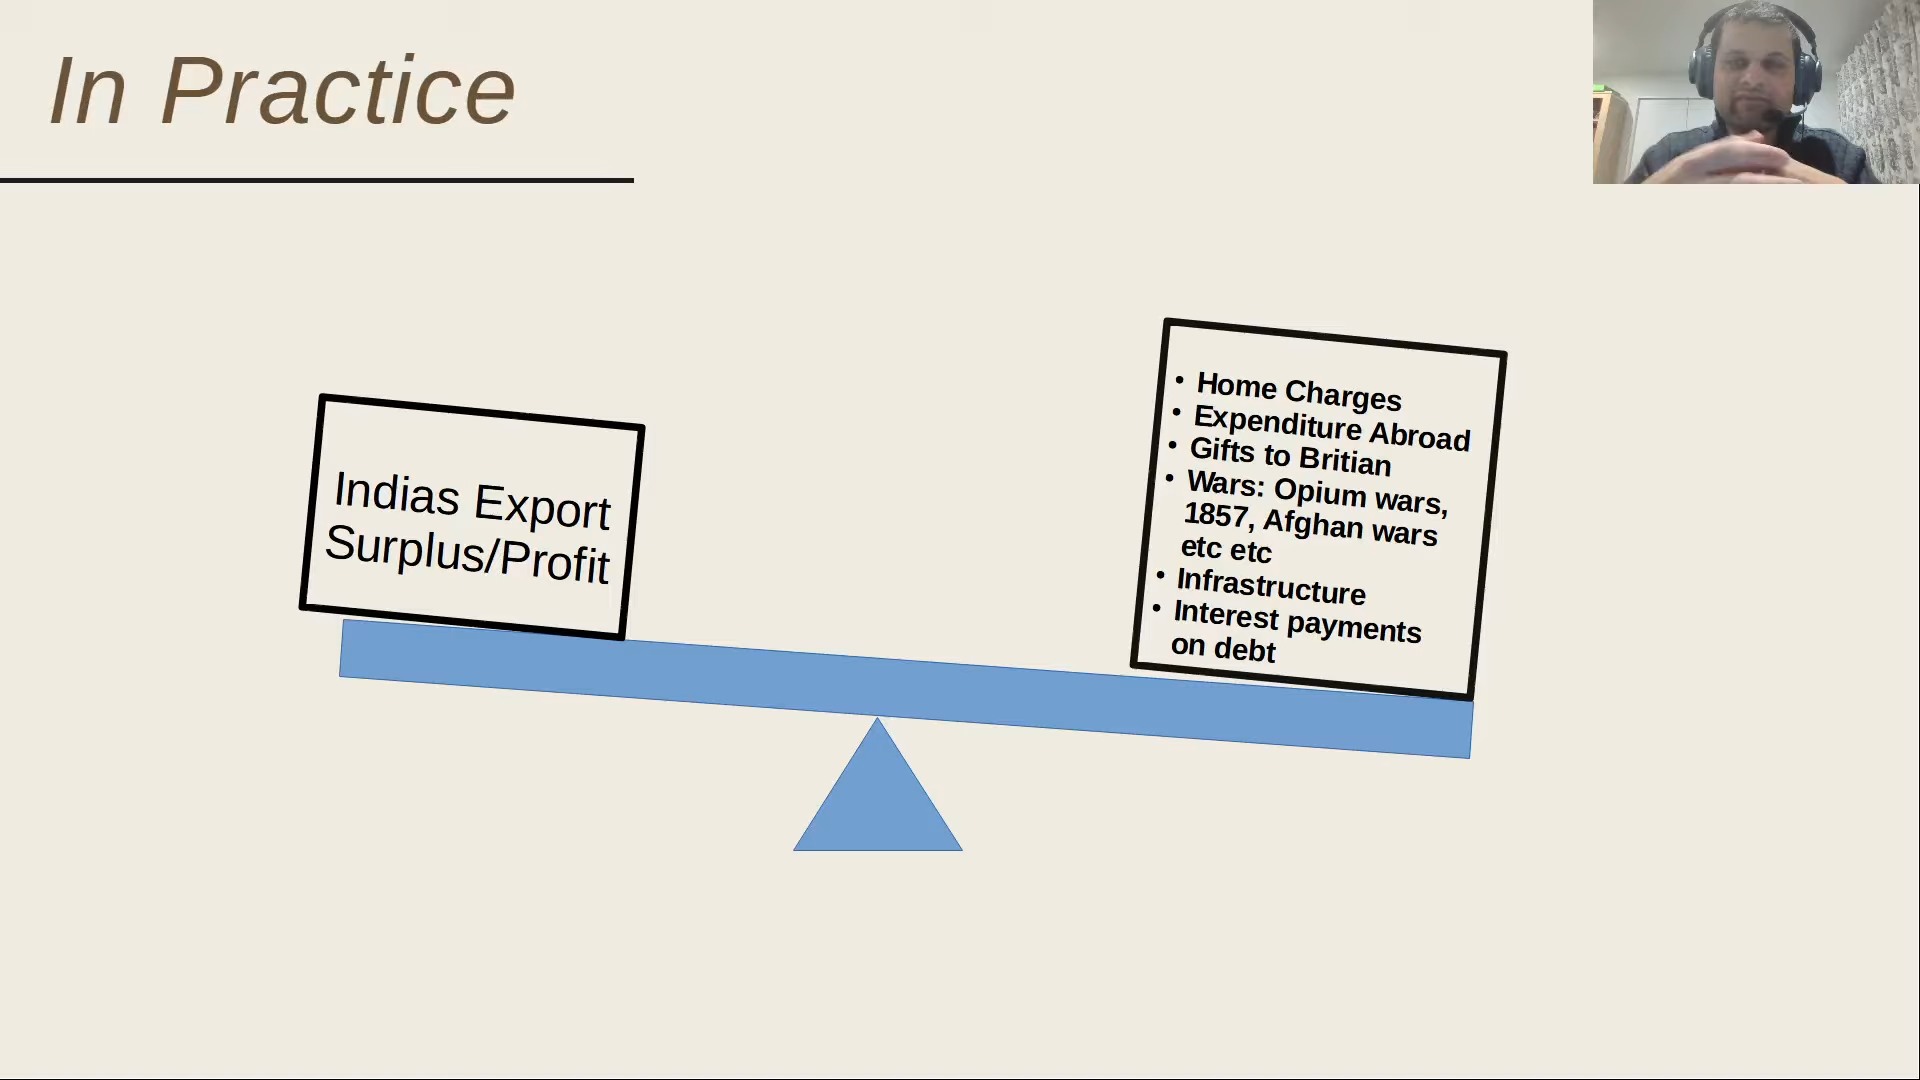 In Practice
Indias Export
Surplus/Profit
• Home Charges
• Expenditure Abroad
• Gifts to Britian
• Wars: Opium wars,
1857, Afghan wars
etc etc
• Infrastructure
• Interest payments
on debt